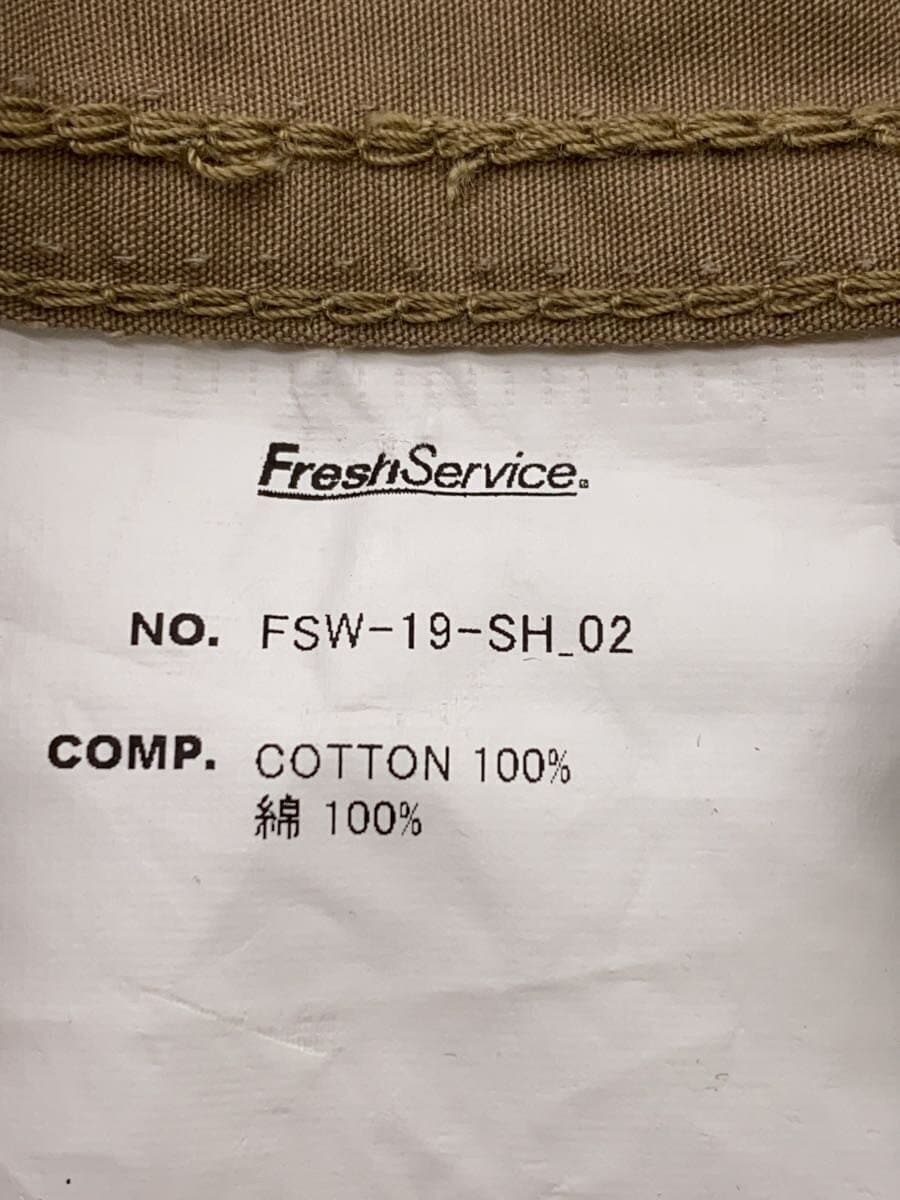 FreshService®
NO. FSW-19-SH_02
COMP. COTTON 100%
綿 100%